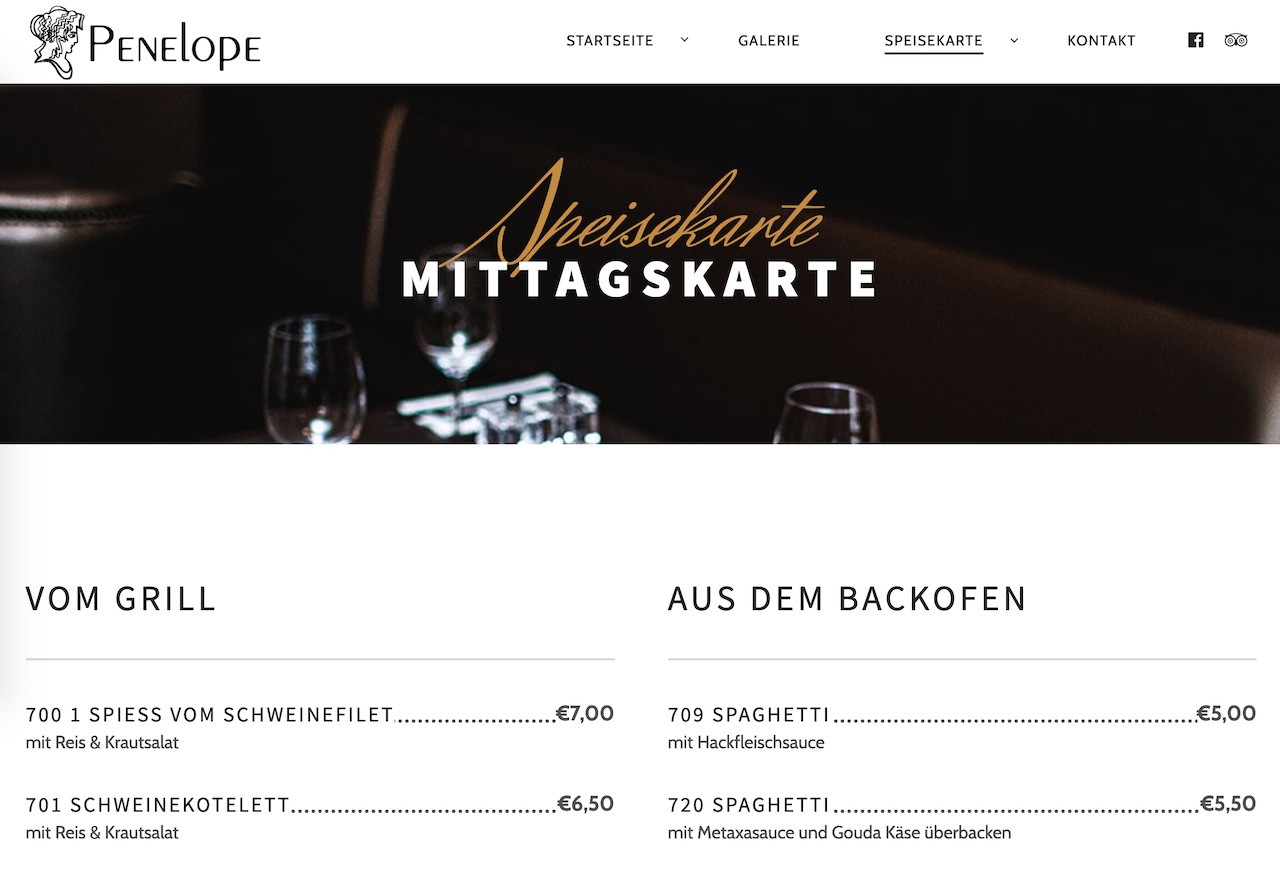 Penelope
STARTSEITE
GALERIE
SPEISEKARTE
KONTAKT
Speisekarte
MITTAGSKARTE
VOM GRILL
700 1 SPIESS VOM SCHWEINEFILET €7,00
mit Reis & Krautsalat
701 SCHWEINEKOTELETT €6,50
mit Reis & Krautsalat
AUS DEM BACKOFEN
709 SPAGHETTI €5,00
mit Hackfleischsauce
720 SPAGHETTI €5,50
mit Metaxasauce und Gouda Käse überbacken